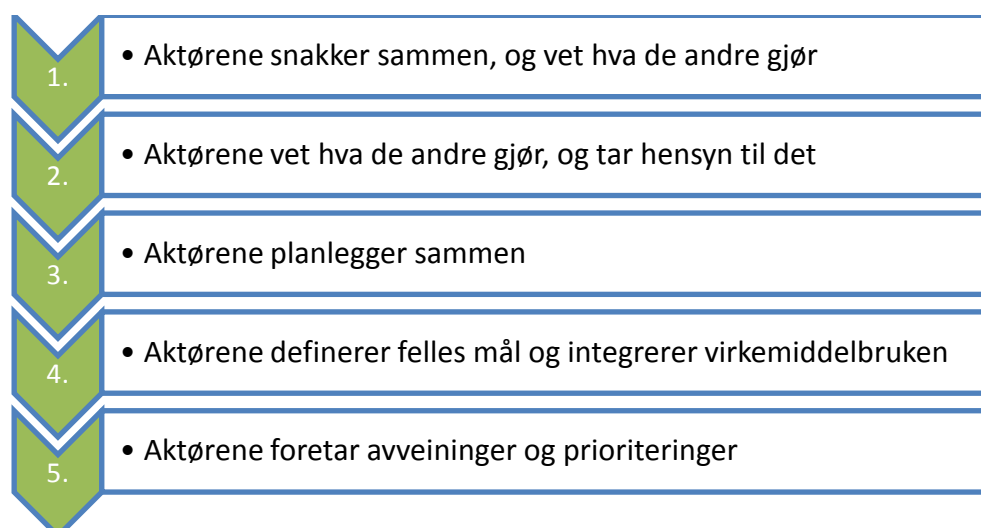 1. • Aktørene snakker sammen, og vet hva de andre gjør
2. • Aktørene vet hva de andre gjør, og tar hensyn til det
3. • Aktørene planlegger sammen
4. • Aktørene definerer felles mål og integrerer virkemiddelbruken
5. • Aktørene foretar avveininger og prioriteringer